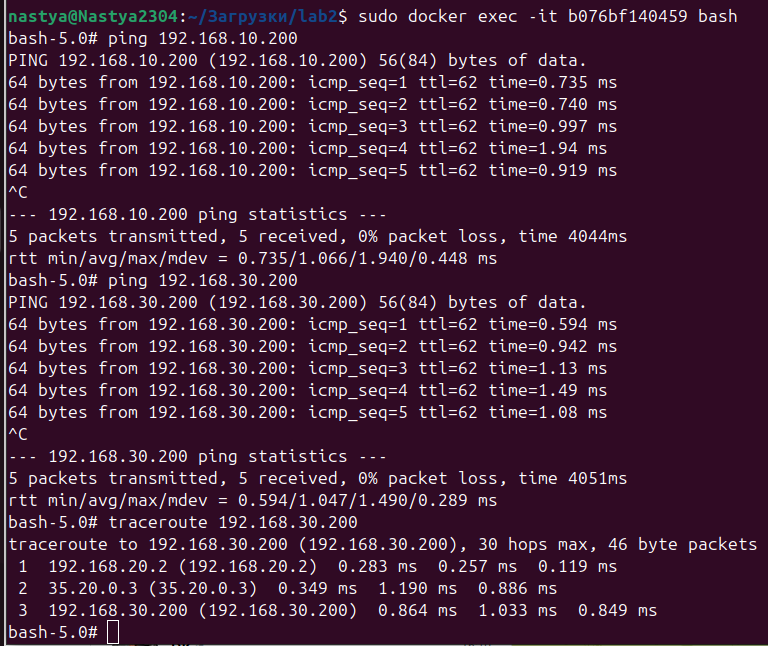 nastya@Nastya2304:~/Загрузки/lab2$ sudo docker exec -it b076bf140459 bash
bash-5.0# ping 192.168.10.200
PING 192.168.10.200 (192.168.10.200) 56(84) bytes of data.
64 bytes from 192.168.10.200: icmp_seq=1 ttl=62 time=0.735 ms
64 bytes from 192.168.10.200: icmp_seq=2 ttl=62 time=0.740 ms
64 bytes from 192.168.10.200: icmp_seq=3 ttl=62 time=0.997 ms
64 bytes from 192.168.10.200: icmp_seq=4 ttl=62 time=1.94 ms
64 bytes from 192.168.10.200: icmp_seq=5 ttl=62 time=0.919 ms
^C
--- 192.168.10.200 ping statistics ---
5 packets transmitted, 5 received, 0% packet loss, time 4044ms
rtt min/avg/max/mdev = 0.735/1.066/1.940/0.448 ms
bash-5.0# ping 192.168.30.200
PING 192.168.30.200 (192.168.30.200) 56(84) bytes of data.
64 bytes from 192.168.30.200: icmp_seq=1 ttl=62 time=0.594 ms
64 bytes from 192.168.30.200: icmp_seq=2 ttl=62 time=0.942 ms
64 bytes from 192.168.30.200: icmp_seq=3 ttl=62 time=1.13 ms
64 bytes from 192.168.30.200: icmp_seq=4 ttl=62 time=1.49 ms
64 bytes from 192.168.30.200: icmp_seq=5 ttl=62 time=1.08 ms
^C
--- 192.168.30.200 ping statistics ---
5 packets transmitted, 5 received, 0% packet loss, time 4051ms
rtt min/avg/max/mdev = 0.594/1.047/1.490/0.289 ms
bash-5.0# traceroute 192.168.30.200
traceroute to 192.168.30.200 (192.168.30.200), 30 hops max, 46 byte packets
 1  192.168.20.2 (192.168.20.2)  0.283 ms  0.257 ms  0.119 ms
 2  35.20.0.3 (35.20.0.3)  0.349 ms  1.190 ms  0.886 ms
 3  192.168.30.200 (192.168.30.200)  0.864 ms  1.033 ms  0.849 ms
bash-5.0#